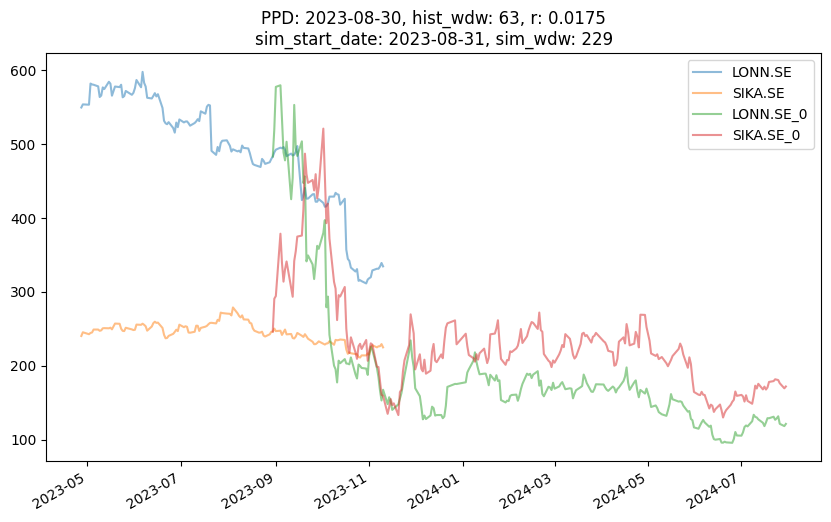 PPD: 2023-08-30, hist_wdw: 63, r: 0.0175
sim_start_date: 2023-08-31, sim_wdw: 229
LONN.SE
SIKA.SE
LONN.SE_0
SIKA.SE_0
600
500
400
300
200
100
2023-05
2023-07
2023-09
2023-11
2024-01
2024-03
2024-05
2024-07